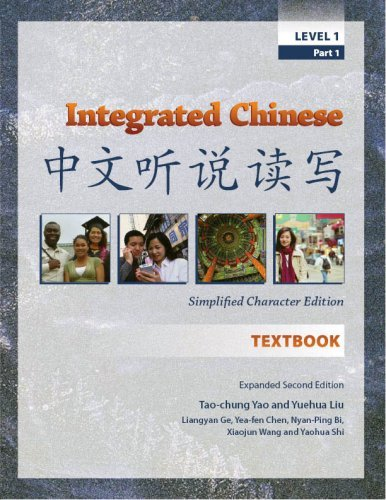 LEVEL 1
Part 1
Integrated Chinese
中文听说读写
Simplified Character Edition
TEXTBOOK
Expanded Second Edition
Tao-chung Yao and Yuehua Liu
Liangyan Ge, Yea-fen Chen, Nyan-Ping Bi,
Xiaojun Wang and Yaohua Shi